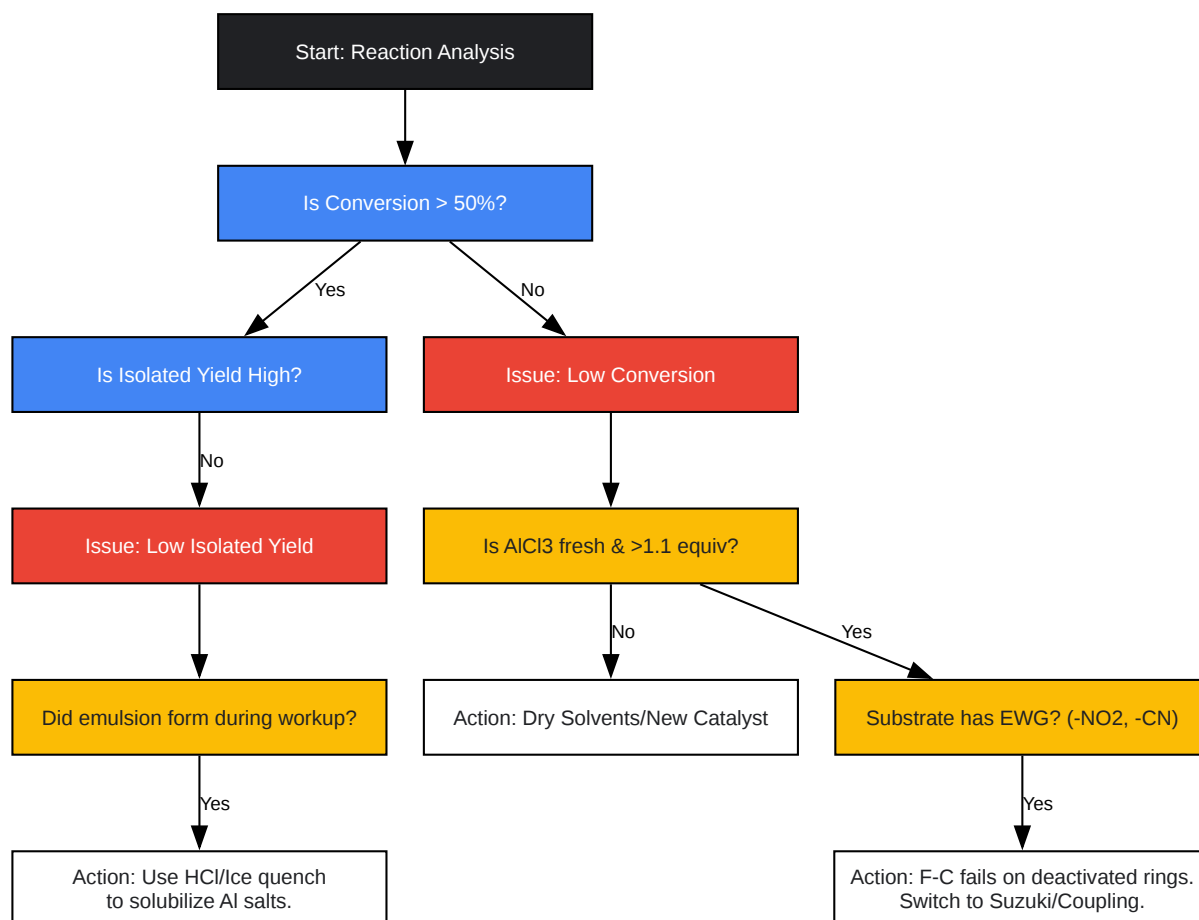 Start: Reaction Analysis
Is Conversion > 50%?
Yes
No
Is Isolated Yield High?
Issue: Low Conversion
No
Issue: Low Isolated Yield
Is AlCl3 fresh & >1.1 equiv?
No
Yes
Did emulsion form during workup?
Action: Dry Solvents/New Catalyst
Substrate has EWG? (-NO2, -CN)
Yes
Yes
Action: Use HCl/Ice quench
to solubilize Al salts.
Action: F-C fails on deactivated rings.
Switch to Suzuki/Coupling.